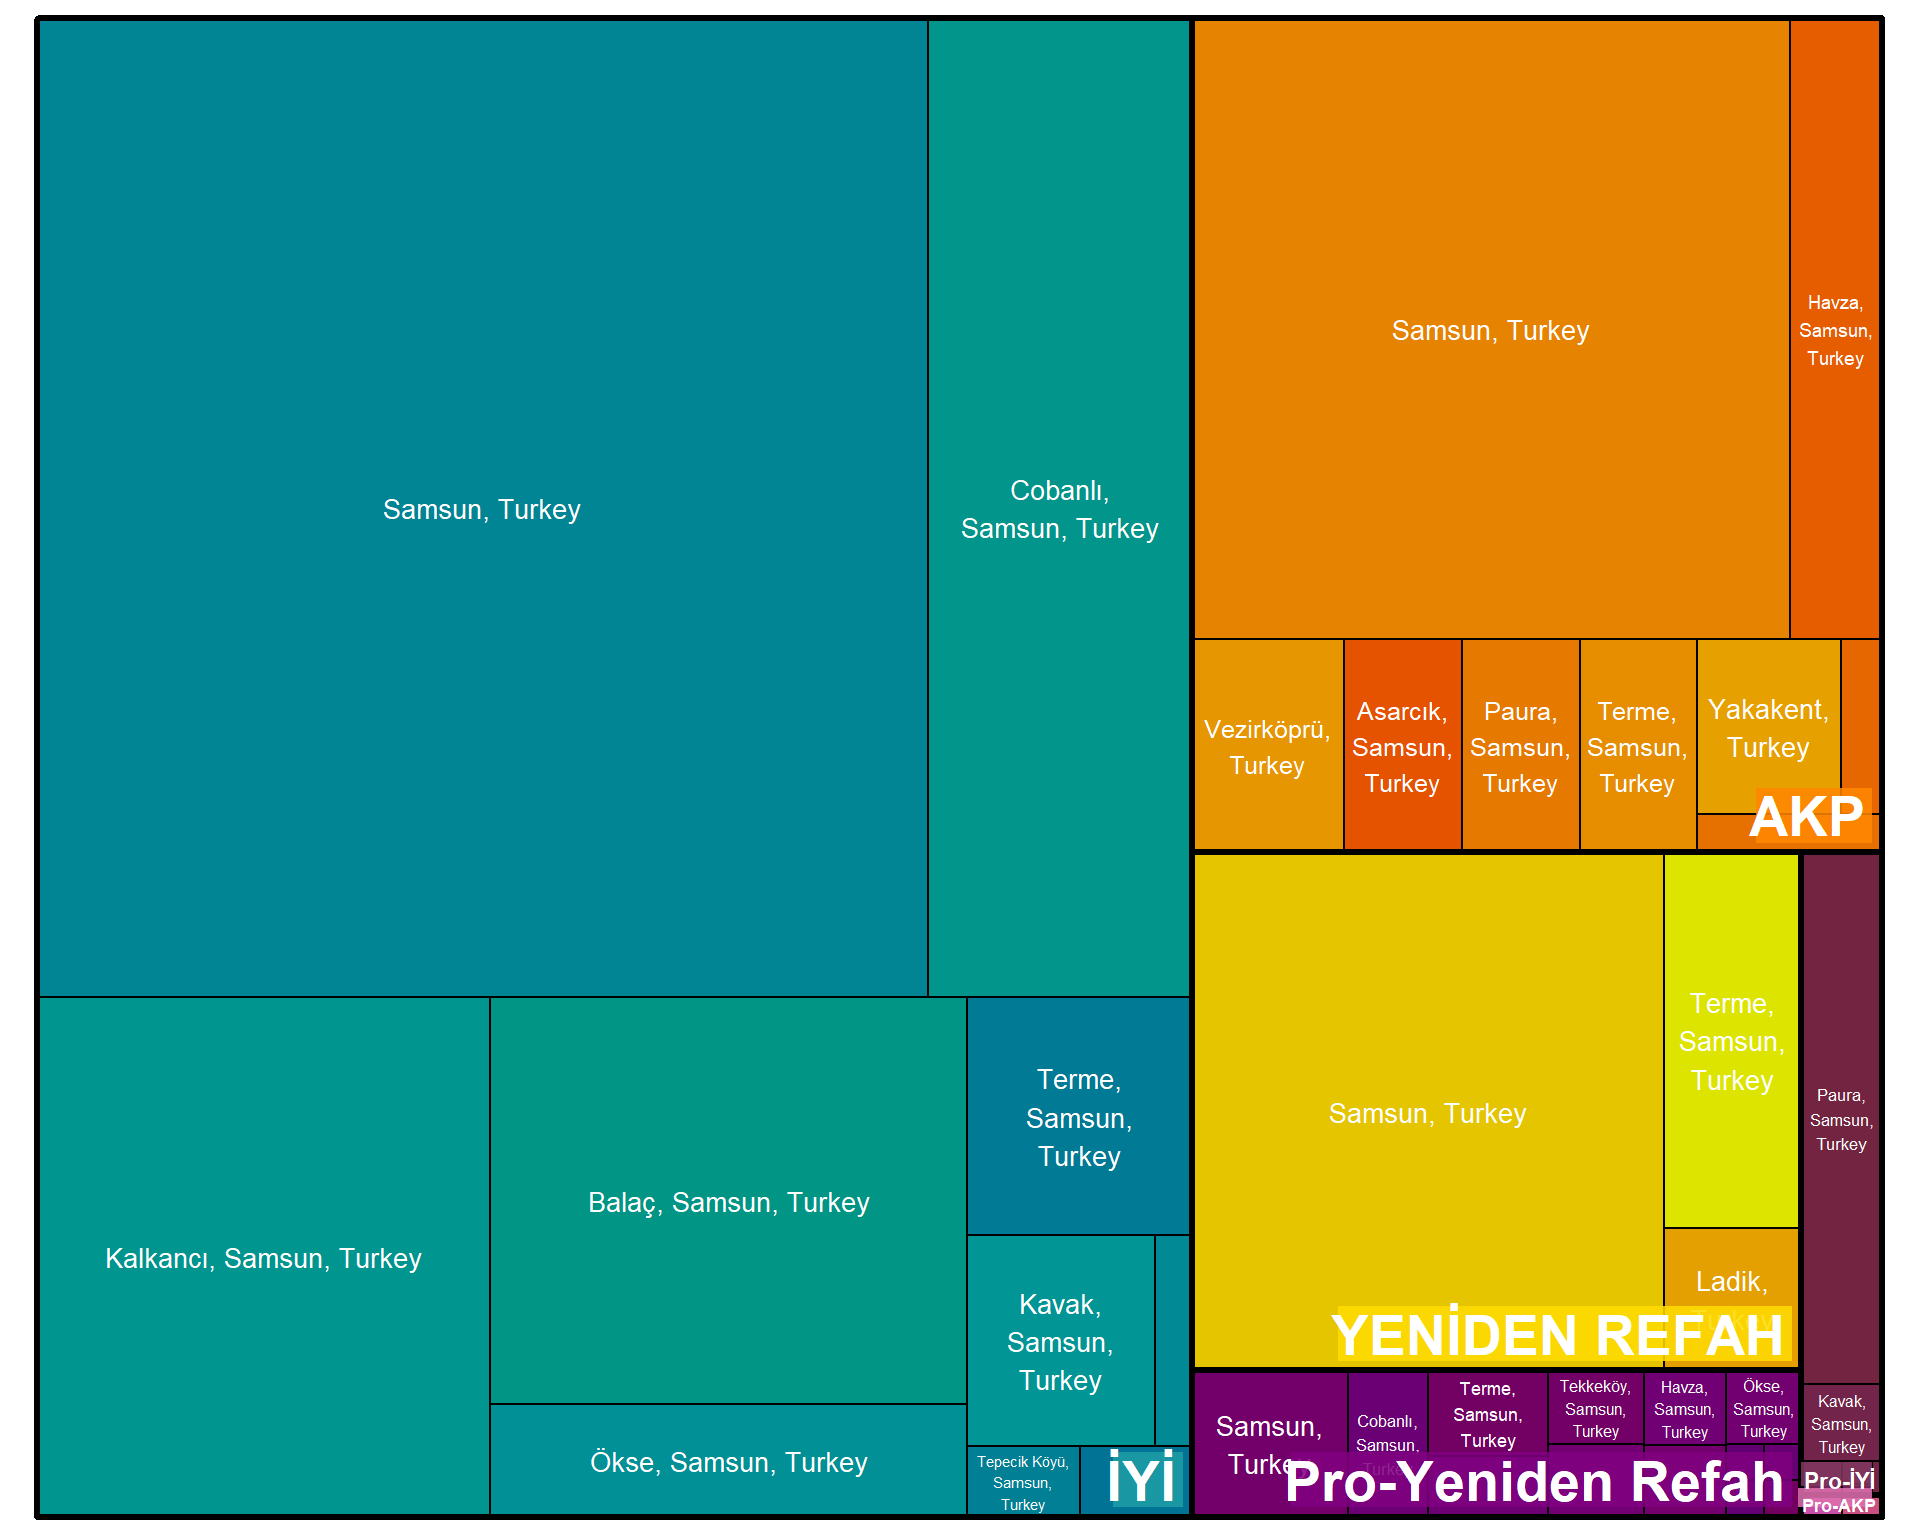 Samsun, Turkey
Cobanlı,
Samsun, Turkey
Kalkancı, Samsun, Turkey
Balaç, Samsun, Turkey
Ökse, Samsun, Turkey
Terme,
Samsun,
Turkey
Kavak,
Samsun,
Turkey
Tepecik Köyü,
Samsun,
Turkey
İYİ
Samsun, Turkey
Havza,
Samsun,
Turkey
Vezirköprü,
Turkey
Asarcık,
Samsun,
Turkey
Paura,
Samsun,
Turkey
Terme,
Samsun,
Turkey
Yakakent,
Turkey
AKP
Samsun, Turkey
Terme,
Samsun,
Turkey
Ladik,
Turkey
YENİDEN REFAH
Paura,
Samsun,
Turkey
Kavak,
Samsun,
Turkey
Pro-İYİ
Pro-AKP
Samsun,
Turkey
Cobanlı,
Samsun,
Turkey
Terme,
Samsun,
Turkey
Tekkeköy,
Samsun,
Turkey
Havza,
Samsun,
Turkey
Ökse,
Samsun,
Turkey
Pro-Yeniden Refah